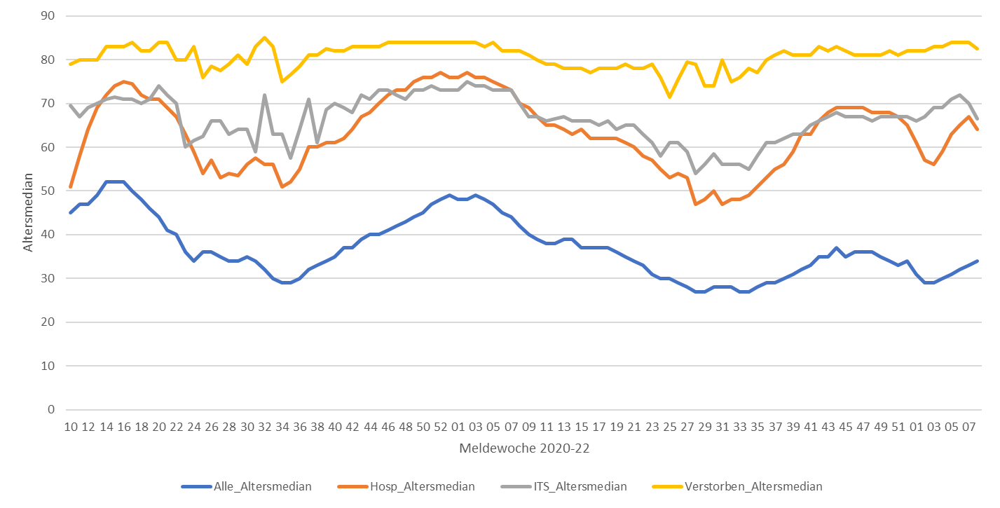 90
80
70
60
50
40
30
20
10
0
Altersmedian
10 12 14 16 18 20 22 24 26 28 30 32 34 36 38 40 42 44 46 48 50 52 01 03 05 07 09 11 13 15 17 19 21 23 25 27 29 31 33 35 37 39 41 43 45 47 49 51 01 03 05 07
Meldewoche 2020-22
Alle_Altersmedian Hosp_Altersmedian ITS_Altersmedian Verstorben_Altersmedian